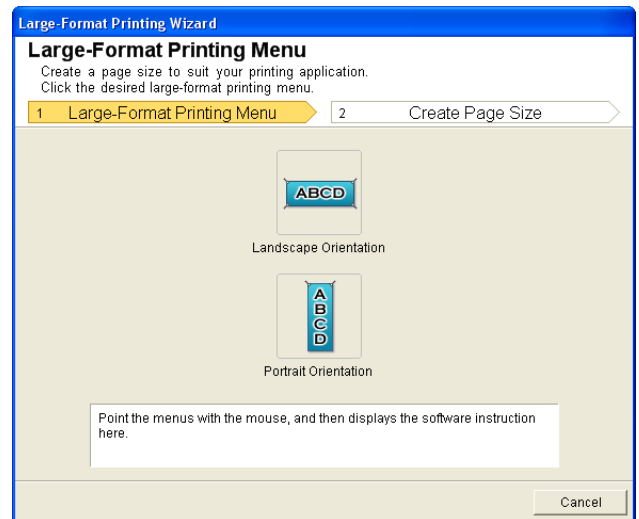 Large-Format Printing Wizard
Large-Format Printing Menu
Create a page size to suit your printing application.
Click the desired large-format printing menu.
1 Large-Format Printing Menu 2 Create Page Size
ABCD
Landscape Orientation
A
B
C
D
Portrait Orientation
Point the menus with the mouse, and then displays the software instruction
here.
Cancel